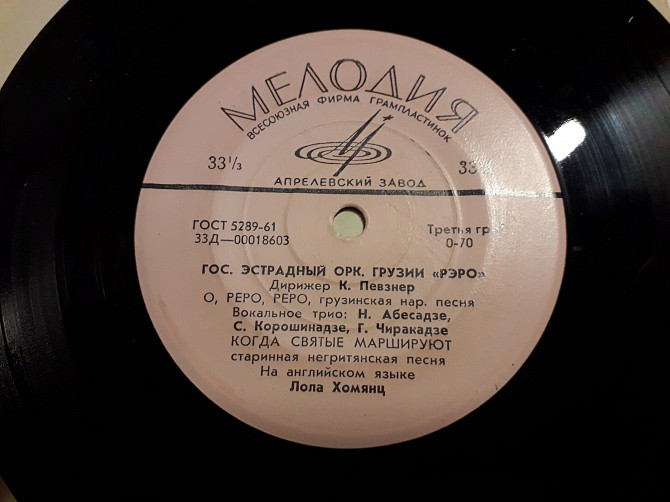 МЕЛОДИЯ
ВСЕСОЮЗНАЯ ФИРМА ГРАМПЛАСТИНОК
33⅓ 33
АПРЕЛЕВСКИЙ ЗАВОД
ГОСТ 5289-61 Третья гр
33Д—00018603 0-70
ГОС. ЭСТРАДНЫЙ ОРК. ГРУЗИИ «РЭРО»
Дирижер К. Певзнер
О, РЕРО, РЕРО, грузинская нар. песня
Вокальное трио: Н. Абесадзе,
С. Корошинадзе, Г. Чиракадзе
КОГДА СВЯТЫЕ МАРШИРУЮТ
старинная негритянская песня
На английском языке
Лола Хомянц